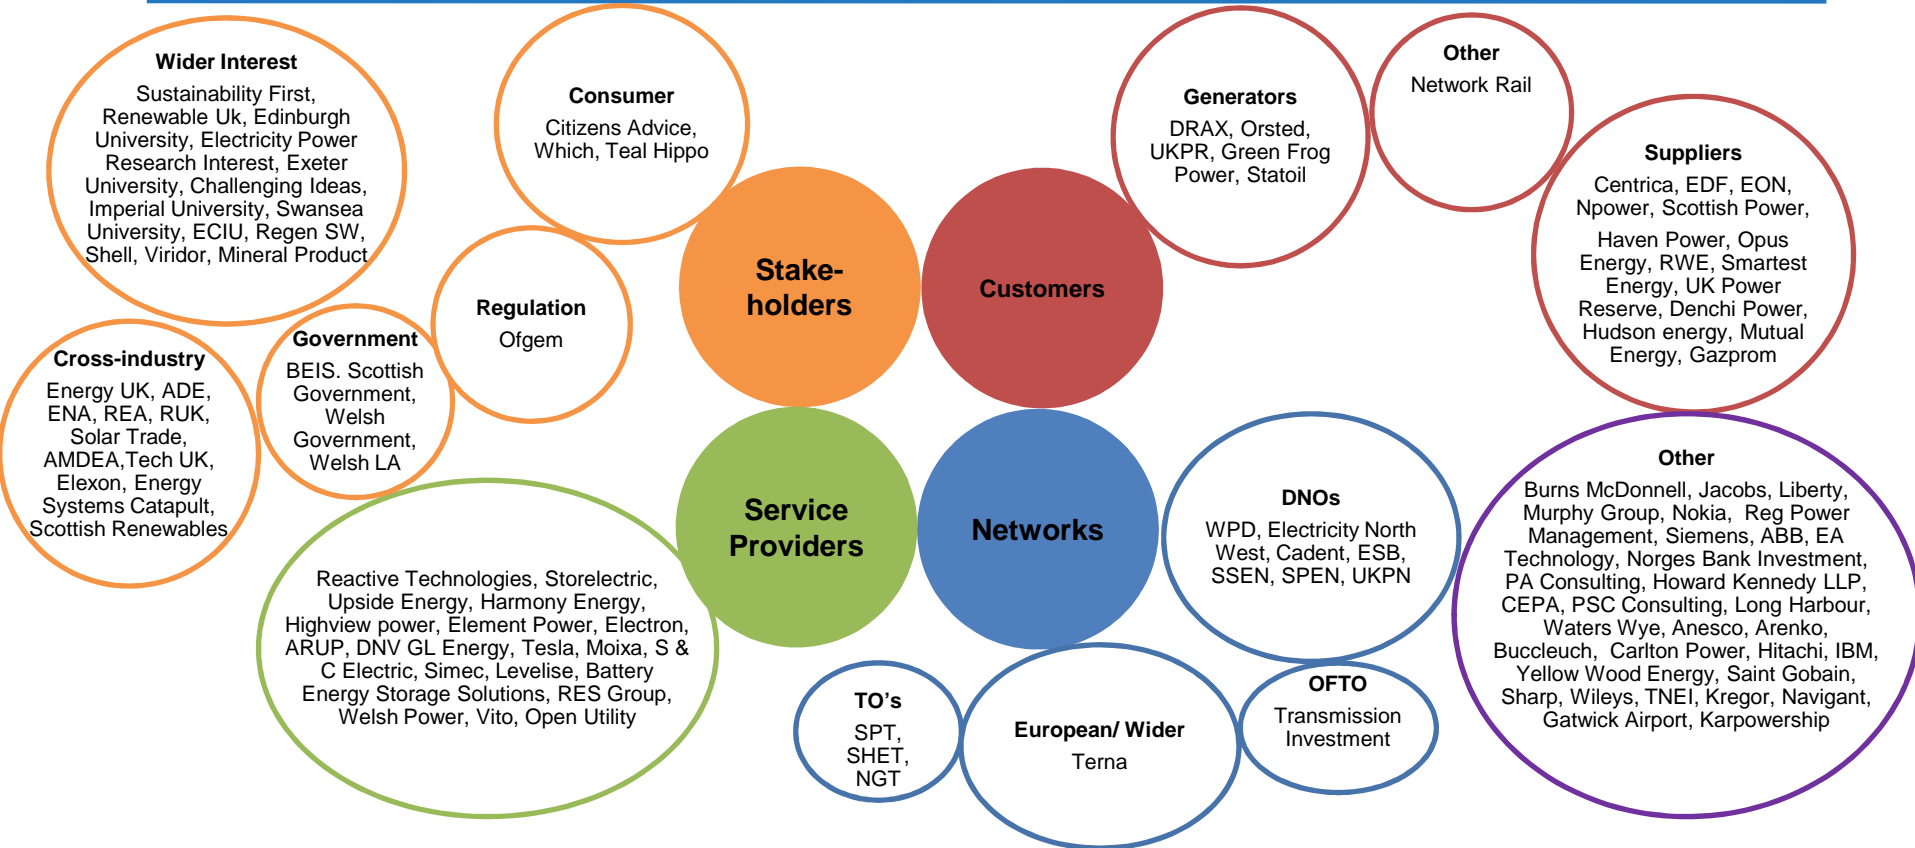 Wider Interest
Sustainability First,
Renewable Uk, Edinburgh
University, Electricity Power
Research Interest, Exeter
University, Challenging Ideas,
Imperial University, Swansea
University, ECIU, Regen SW,
Shell, Viridor, Mineral Product
Consumer
Citizens Advice,
Which, Teal Hippo
Regulation
Ofgem
Government
BEIS. Scottish
Government,
Welsh
Government,
Welsh LA
Cross-industry
Energy UK, ADE,
ENA, REA, RUK,
Solar Trade,
AMDEA,Tech UK,
Elexon, Energy
Systems Catapult,
Scottish Renewables
Stake-
holders
Customers
Generators
DRAX, Orsted,
UKPR, Green Frog
Power, Statoil
Other
Network Rail
Suppliers
Centrica, EDF, EON,
Npower, Scottish Power,
Haven Power, Opus
Energy, RWE, Smartest
Energy, UK Power
Reserve, Denchi Power,
Hudson energy, Mutual
Energy, Gazprom
Service
Providers
Reactive Technologies, Storelectric,
Upside Energy, Harmony Energy,
Highview power, Element Power, Electron,
ARUP, DNV GL Energy, Tesla, Moixa, S &
C Electric, Simec, Levelise, Battery
Energy Storage Solutions, RES Group,
Welsh Power, Vito, Open Utility
Networks
DNOs
WPD, Electricity North
West, Cadent, ESB,
SSEN, SPEN, UKPN
TO’s
SPT,
SHET,
NGT
European/ Wider
Terna
OFTO
Transmission
Investment
Other
Burns McDonnell, Jacobs, Liberty,
Murphy Group, Nokia, Reg Power
Management, Siemens, ABB, EA
Technology, Norges Bank Investment,
PA Consulting, Howard Kennedy LLP,
CEPA, PSC Consulting, Long Harbour,
Waters Wye, Anesco, Arenko,
Buccleuch, Carlton Power, Hitachi, IBM,
Yellow Wood Energy, Saint Gobain,
Sharp, Wileys, TNEI, Kregor, Navigant,
Gatwick Airport, Karpowership